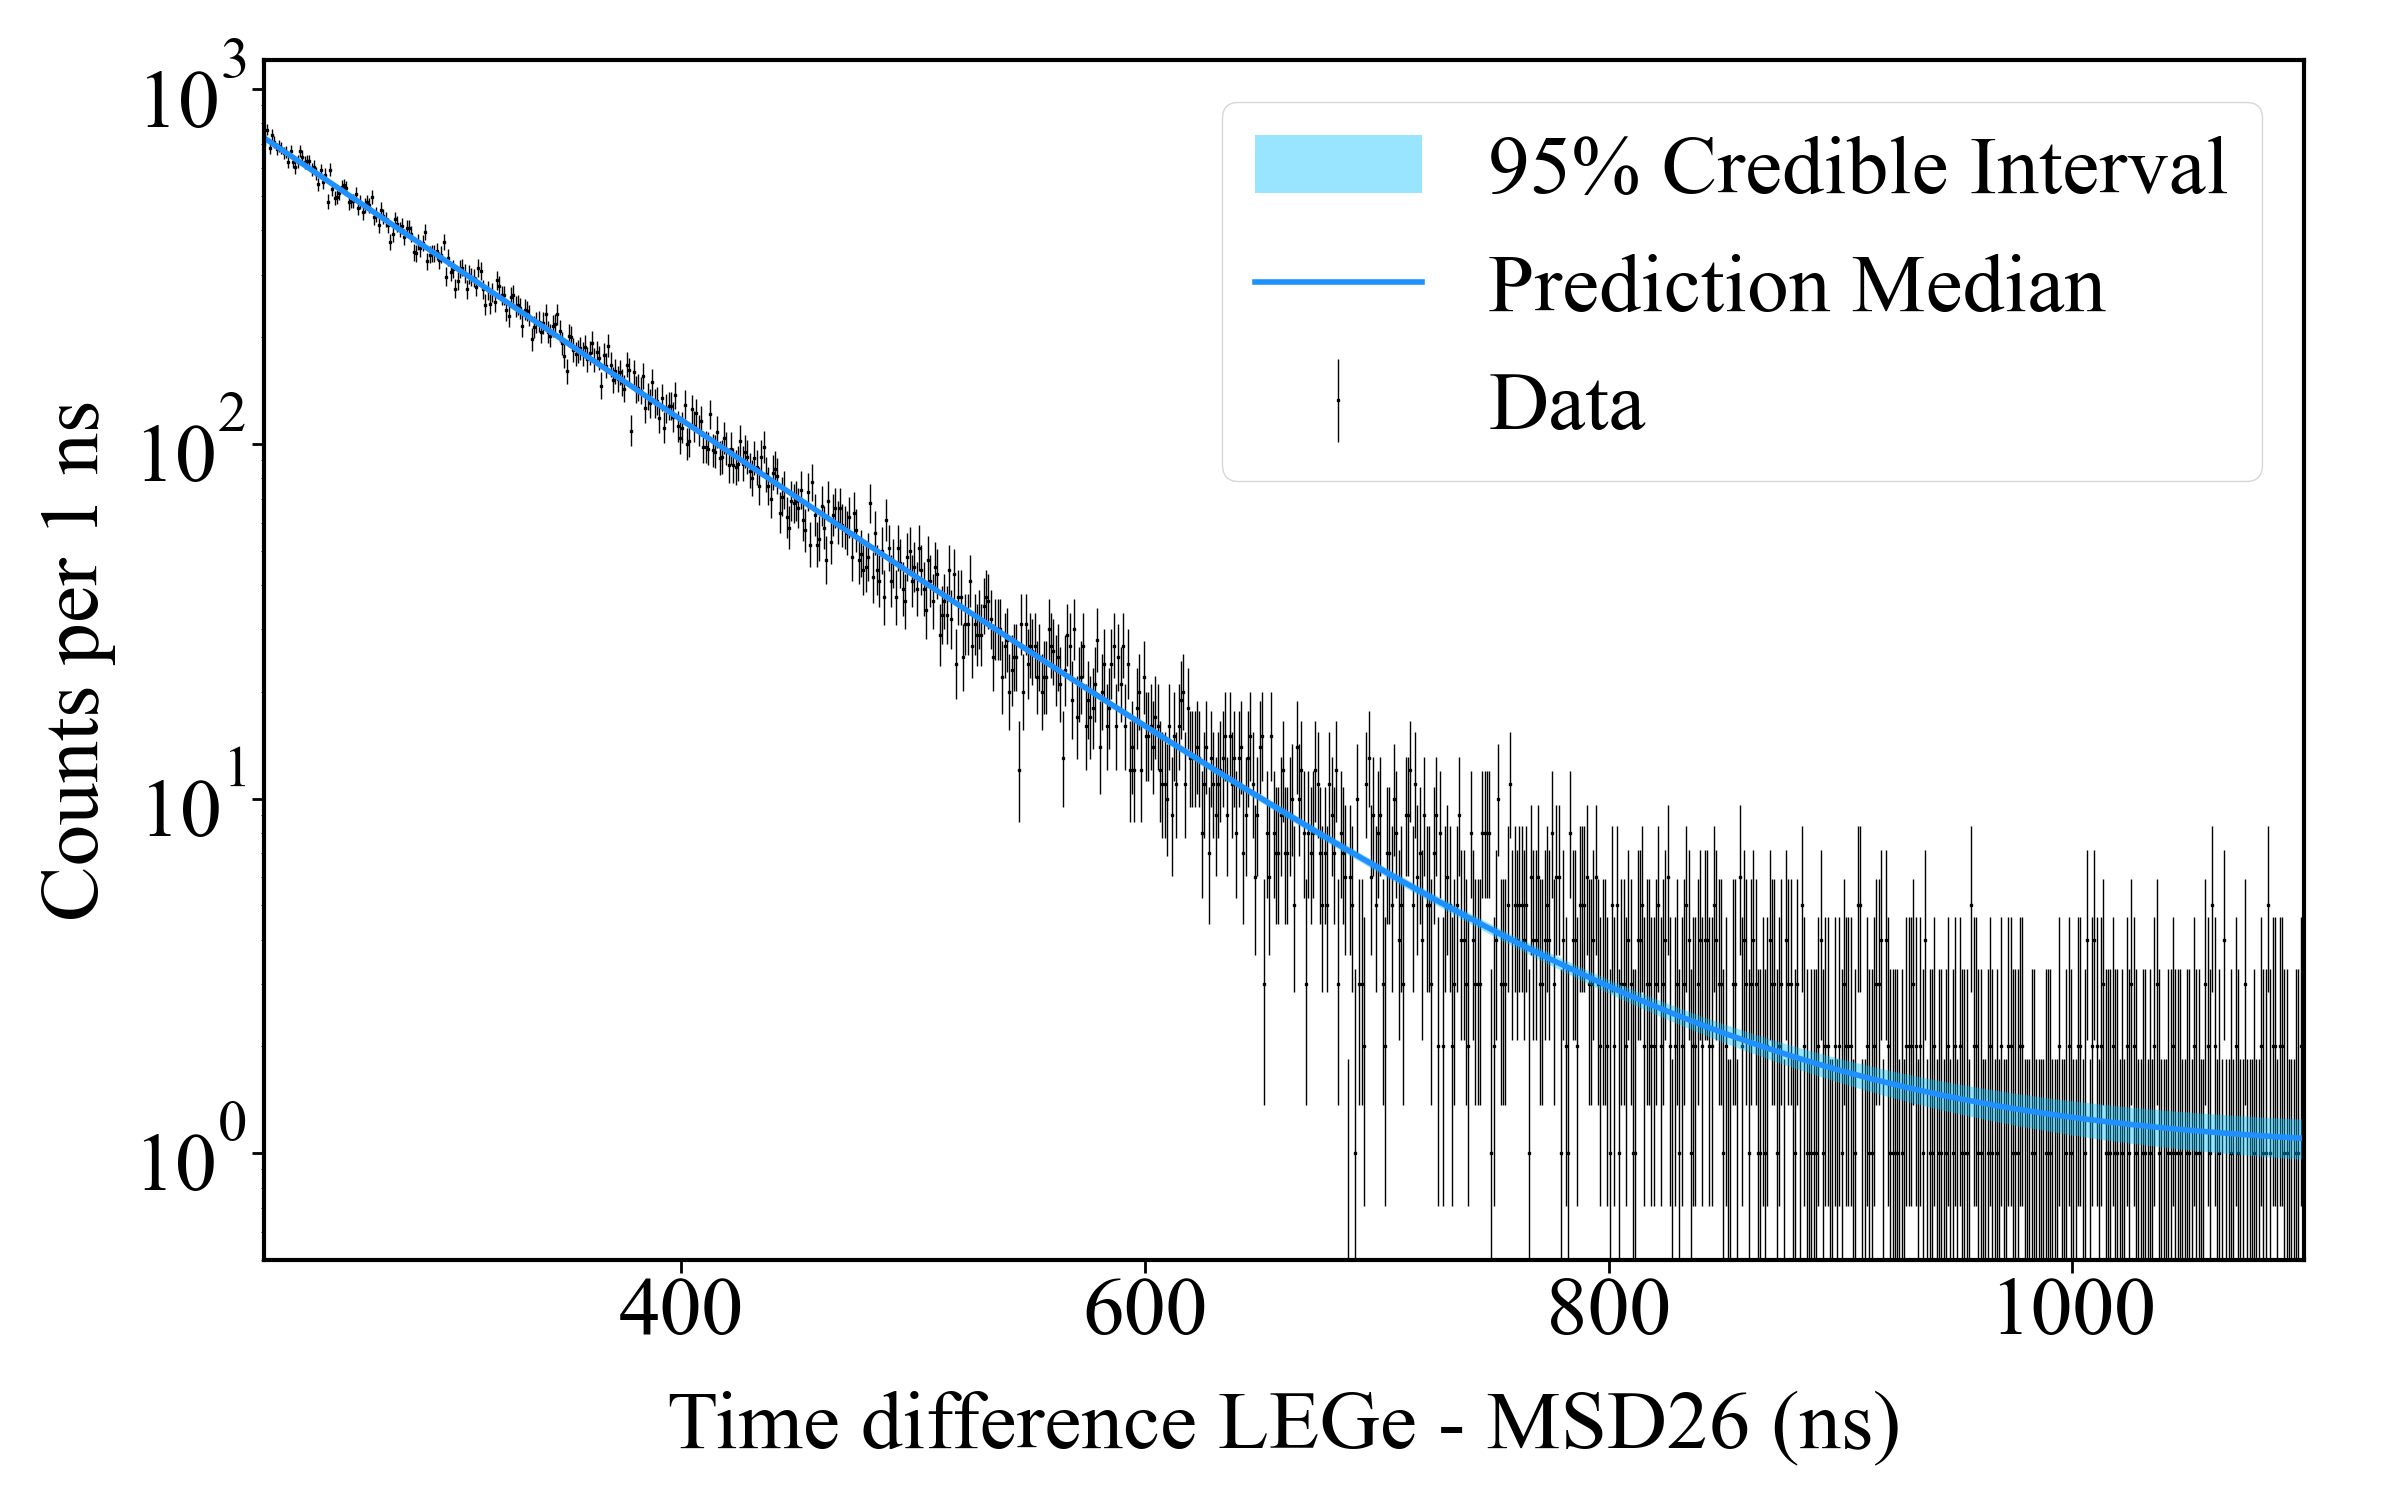 10^3
10^2
10^1
10^0
Counts per 1 ns
95% Credible Interval
Prediction Median
Data
400 600 800 1000
Time difference LEGe - MSD26 (ns)